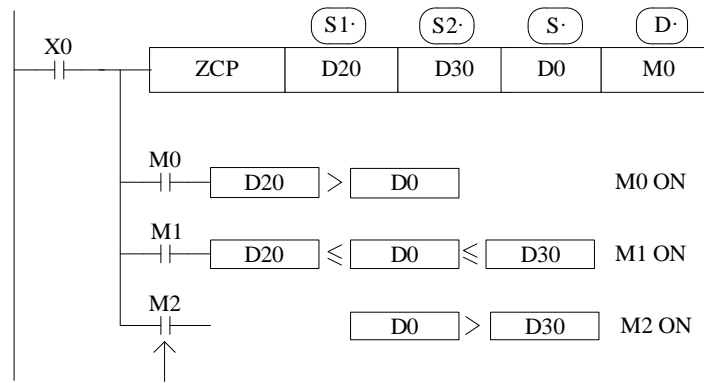 S1· S2· S· D·
X0
ZCP D20 D30 D0 M0
M0
D20 > D0 M0 ON
M1
D20 ≤ D0 ≤ D30 M1 ON
M2
D0 > D30 M2 ON